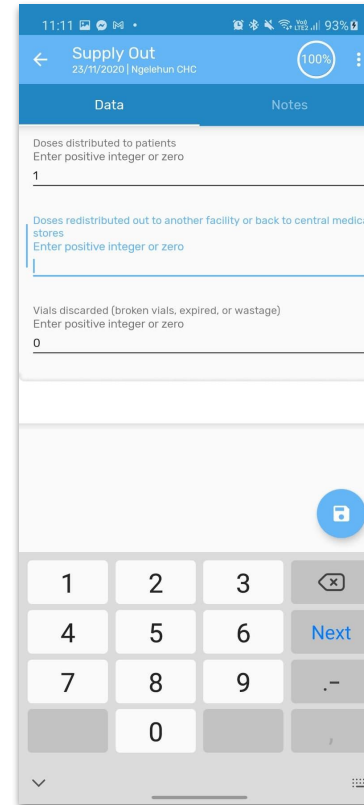 11:11
93%
Supply Out
23/11/2020 | Ngelehun CHC
100%
Data
Notes
Doses distributed to patients
Enter positive integer or zero
1
Doses redistributed out to another facility or back to central medica
stores
Enter positive integer or zero
Vials discarded (broken vials, expired, or wastage)
Enter positive integer or zero
0
1 2 3
4 5 6 Next
7 8 9 .-
0 ,